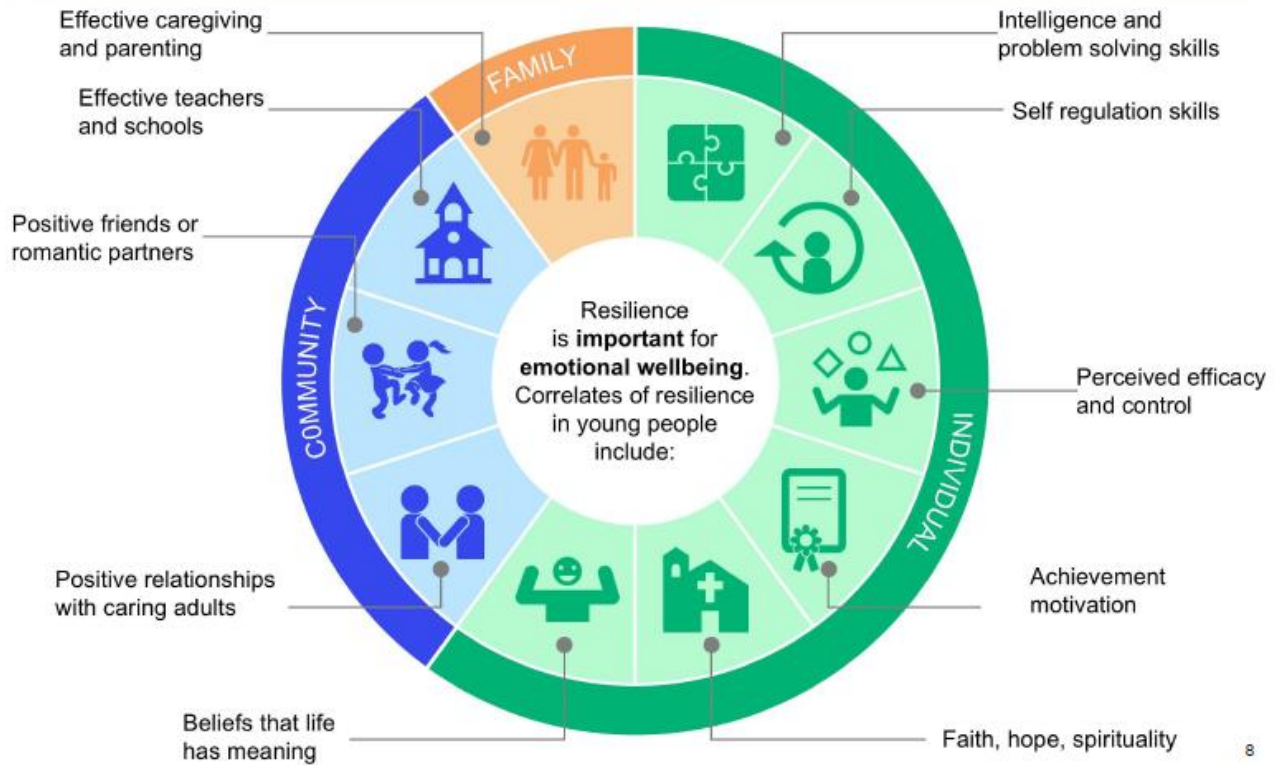 Effective caregiving
and parenting
Effective teachers
and schools
Positive friends or
romantic partners
Positive relationships
with caring adults
Beliefs that life
has meaning
FAMILY
COMMUNITY
INDIVIDUAL
Resilience
is important for
emotional wellbeing.
Correlates of resilience
in young people
include:
Intelligence and
problem solving skills
Self regulation skills
Perceived efficacy
and control
Achievement
motivation
Faith, hope, spirituality
8